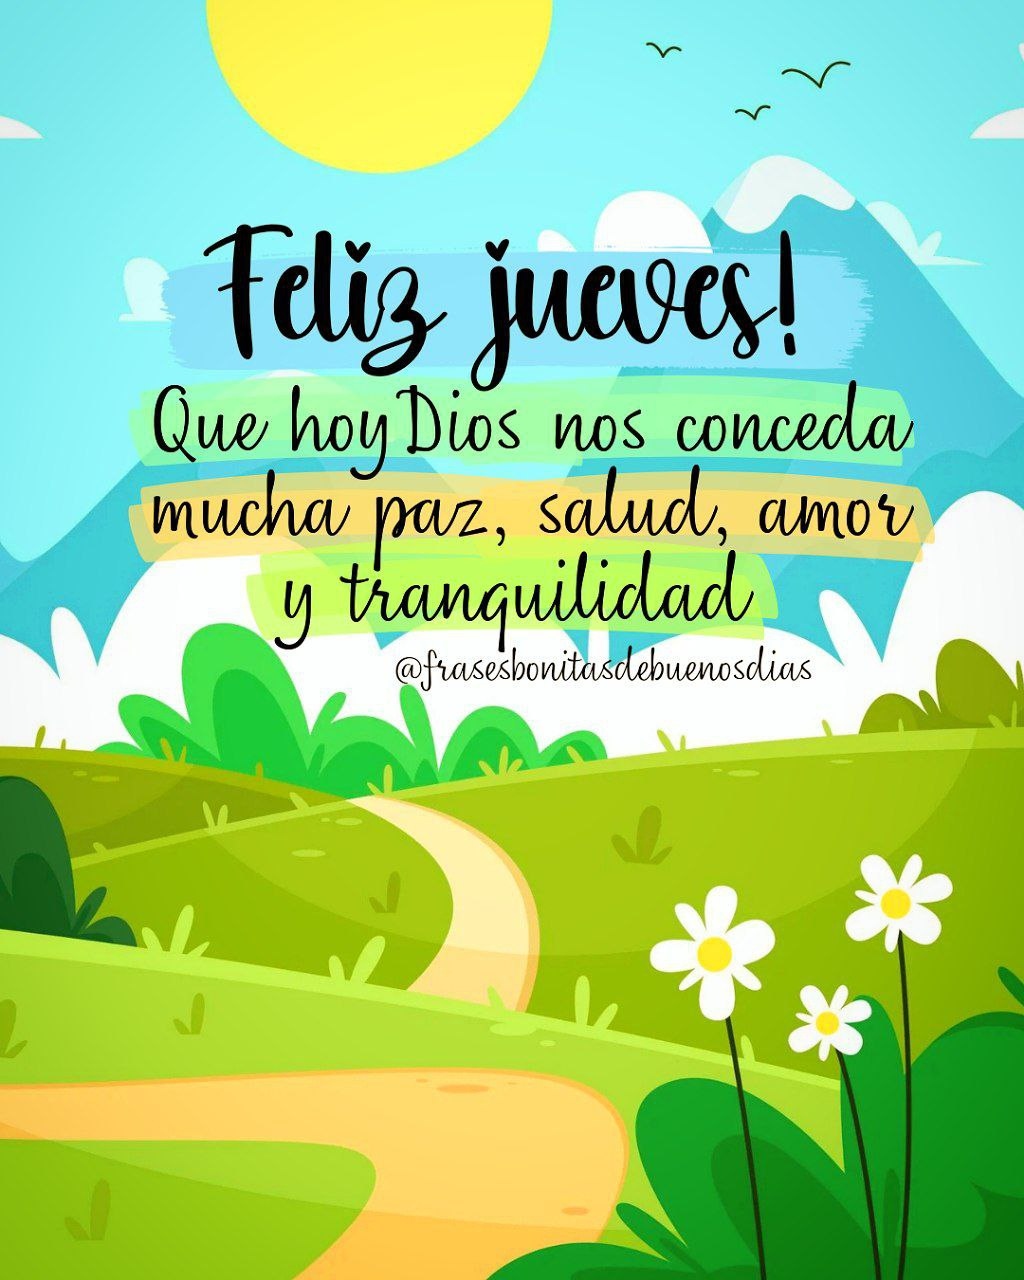 Feliz jueves!
Que hoy Dios nos conceda
mucha paz, salud, amor
y tranquilidad
@frasesbonitasdebuenosdias